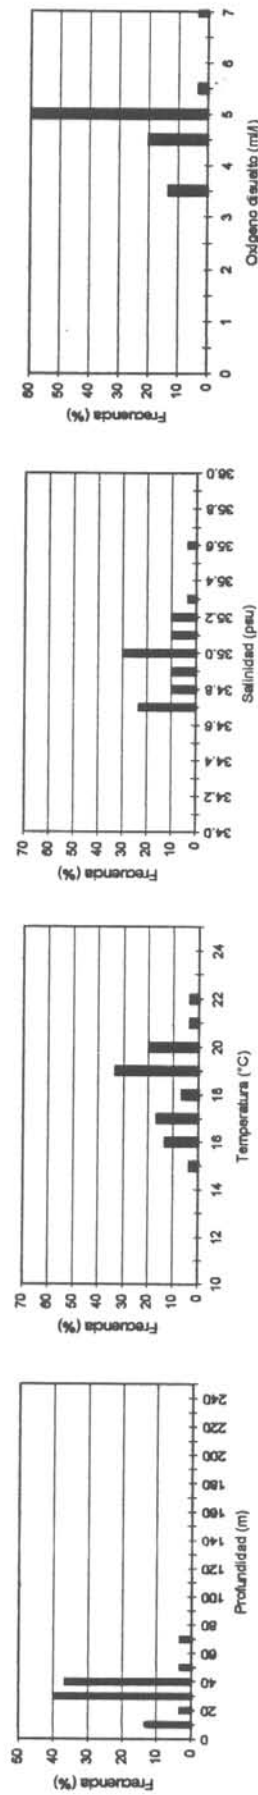 50
40
30
20
10
0
Frecuencia (%)
0 20 40 60 80 100 120 140 160 180 200 220 240
Profundidad (m)
70
60
50
40
30
20
10
0
Frecuencia (%)
10 12 14 16 18 20 22 24
Temperatura (°C)
70
60
50
40
30
20
10
0
Frecuencia (%)
34.0 34.2 34.4 34.6 34.8 35.0 35.2 35.4 35.6 35.8 36.0
Salinidad (psu)
60
50
40
30
20
10
0
Frecuencia (%)
0 1 2 3 4 5 6 7
Oxígeno disuelto (ml/l)